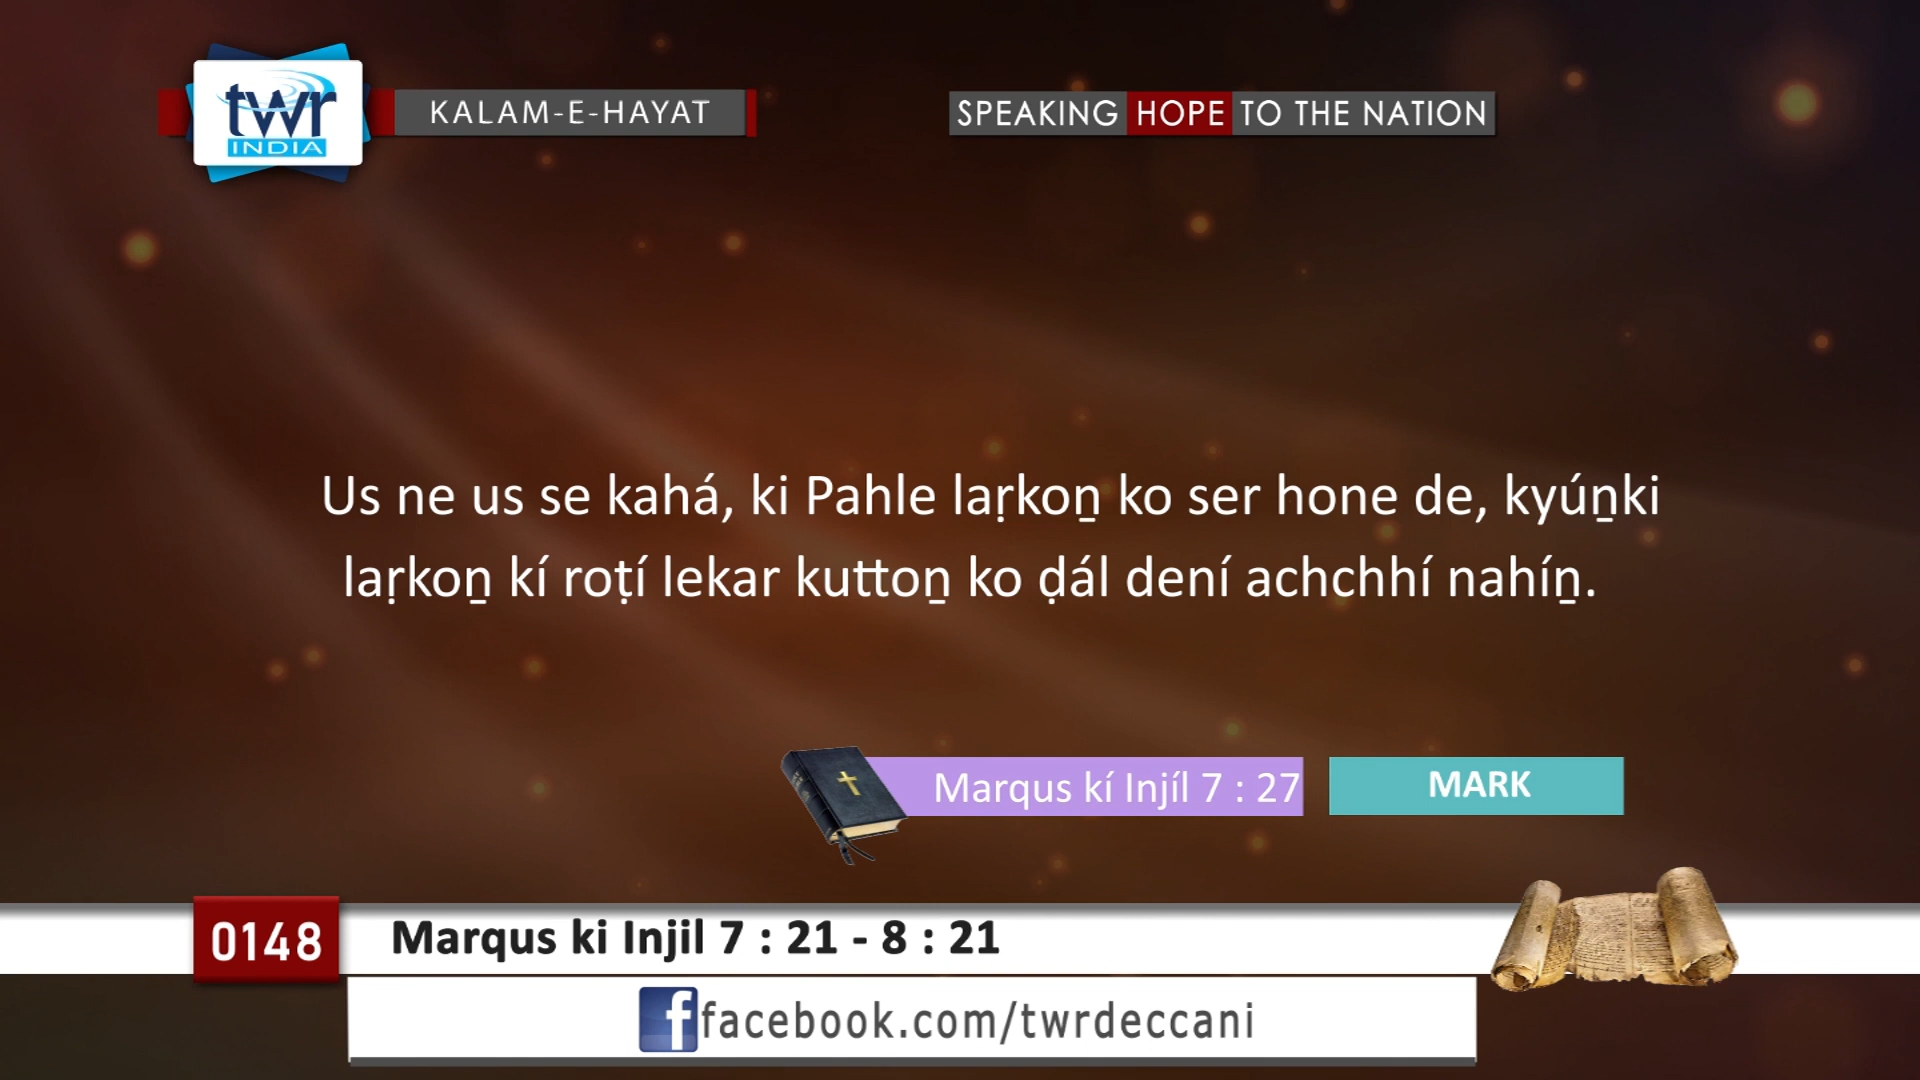 twr
INDIA
KALAM-E-HAYAT
SPEAKING HOPE TO THE NATION
Us ne us se kahá, ki Pahle laṛkoṉ ko ser hone de, kyúṉki
laṛkoṉ kí roṭí lekar kuttoṉ ko ḍál dení achchhí nahíṉ.
Marqus kí Injíl 7 : 27
MARK
0148
Marqus ki Injil 7 : 21 - 8 : 21
facebook.com/twrdeccani